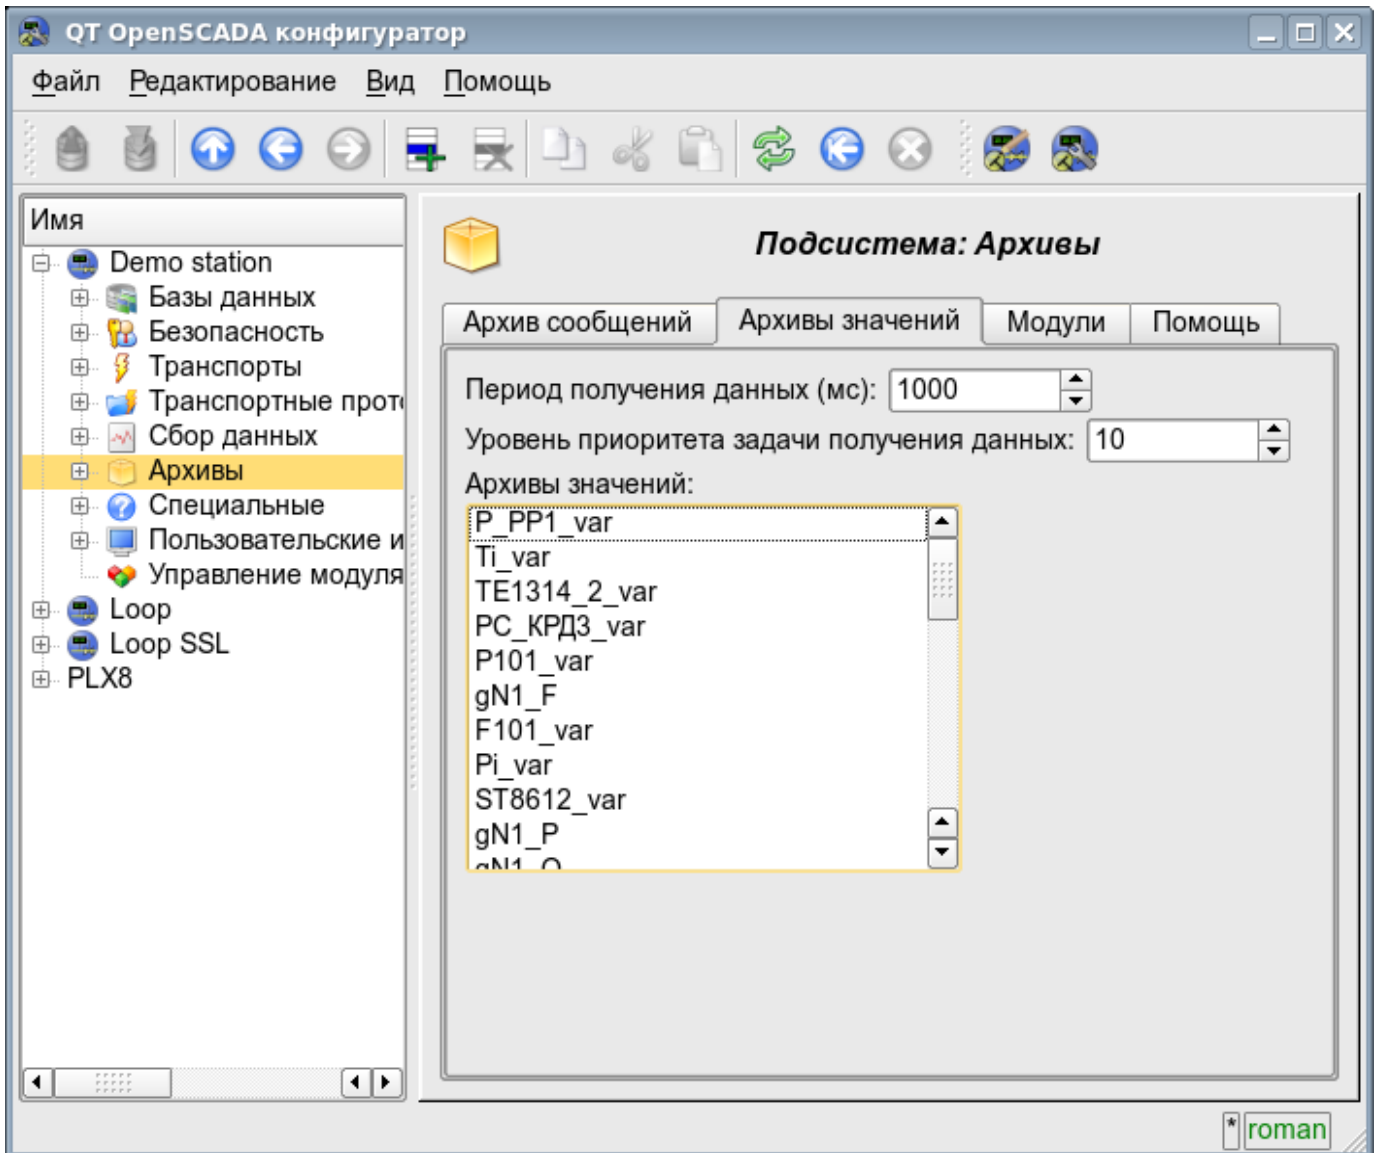 QT OpenSCADA конфигуратор
Файл Редактирование Вид Помощь
Имя
Demo station
Базы данных
Безопасность
Транспорты
Транспортные прот
Сбор данных
Архивы
Специальные
Пользовательские и
Управление модуля
Loop
Loop SSL
PLX8
Подсистема: Архивы
Архив сообщений Архивы значений Модули Помощь
Период получения данных (мс): 1000
Уровень приоритета задачи получения данных: 10
Архивы значений:
P_PP1_var
Ti_var
TE1314_2_var
PC_КРД3_var
P101_var
gN1_F
F101_var
Pi_var
ST8612_var
gN1_P
* roman